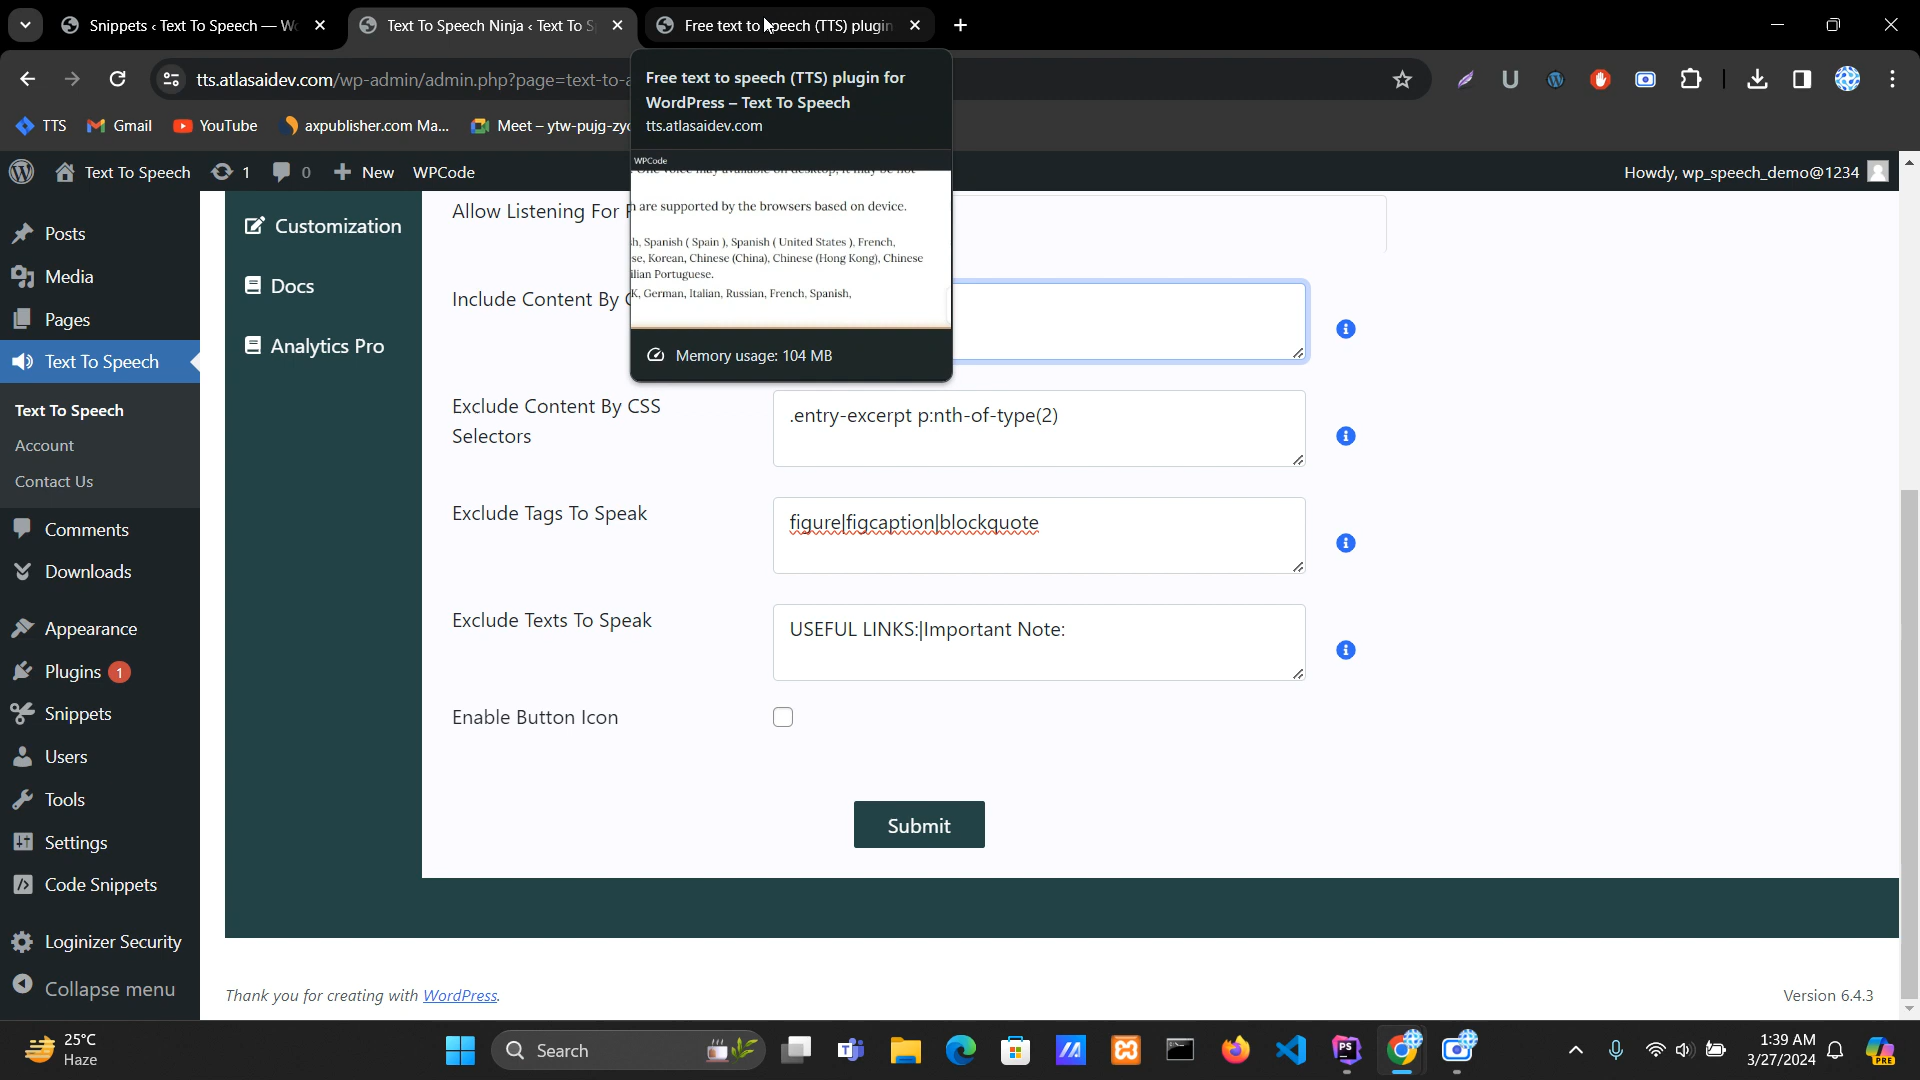 Snippets ‹ Text To Speech — W
Text To Speech Ninja ‹ Text To S
Free text to speech (TTS) plugin
tts.atlasaidev.com/wp-admin/admin.php?page=text-to-a
TTS
Gmail
YouTube
axpublisher.com Ma...
Meet – ytw-pujg-zyo
Free text to speech (TTS) plugin for
WordPress – Text To Speech
tts.atlasaidev.com
WPCode
are supported by the browsers based on device.
h, Spanish ( Spain ), Spanish ( United States ), French,
se, Korean, Chinese (China), Chinese (Hong Kong), Chinese
ilian Portuguese.
K, German, Italian, Russian, French, Spanish,
Memory usage: 104 MB
Text To Speech
1
0
New
WPCode
Howdy, wp_speech_demo@1234
Posts
Media
Pages
Text To Speech
Text To Speech
Account
Contact Us
Comments
Downloads
Appearance
Plugins 1
Snippets
Users
Tools
Settings
Code Snippets
Loginizer Security
Collapse menu
Customization
Docs
Analytics Pro
Allow Listening For
Include Content By
Exclude Content By CSS
Selectors
.entry-excerpt p:nth-of-type(2)
Exclude Tags To Speak
figure|figcaption|blockquote
Exclude Texts To Speak
USEFUL LINKS:|Important Note:
Enable Button Icon
Submit
Thank you for creating with WordPress.
Version 6.4.3
25°C
Haze
Search
1:39 AM
3/27/2024